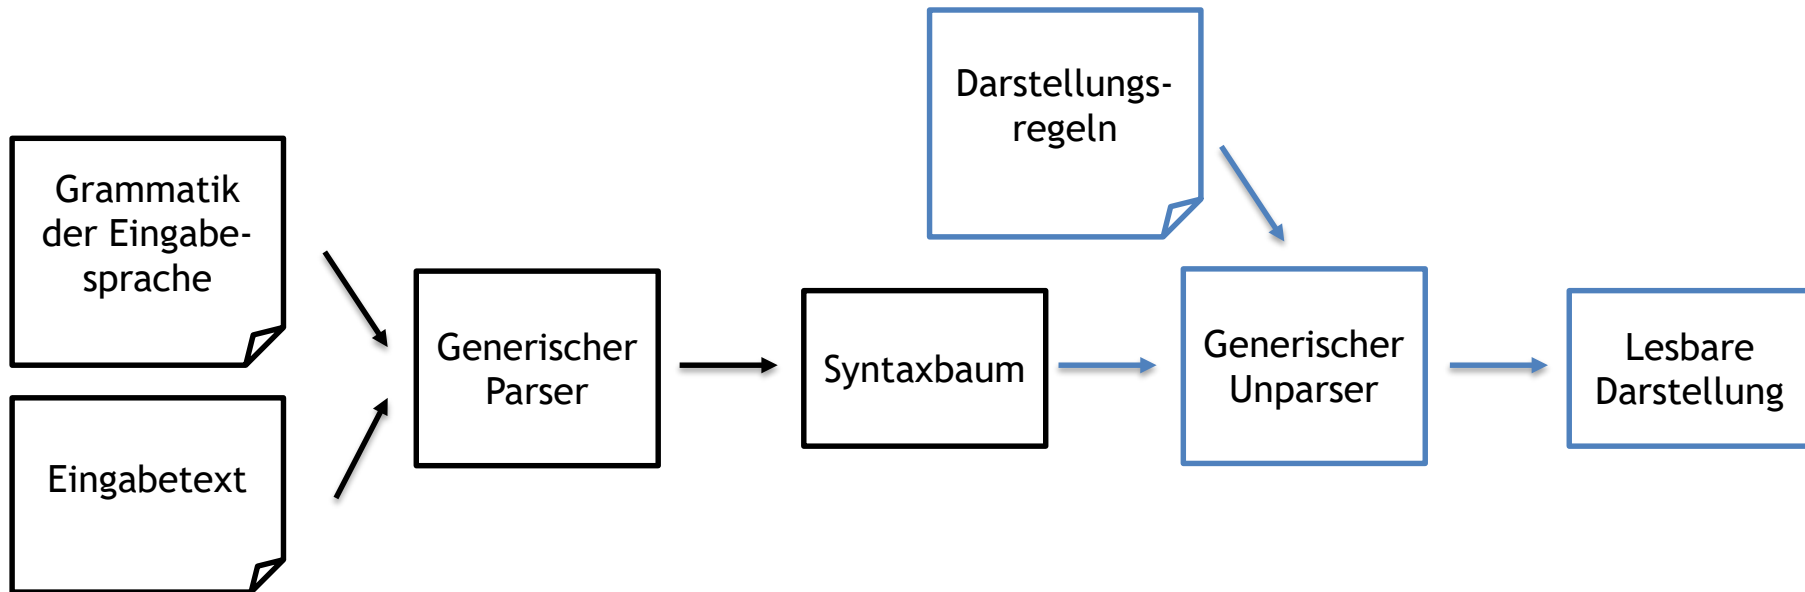 Darstellungs-
regeln
Grammatik
der Eingabe-
sprache
Generischer
Parser
Syntaxbaum
Generischer
Unparser
Lesbare
Darstellung
Eingabetext